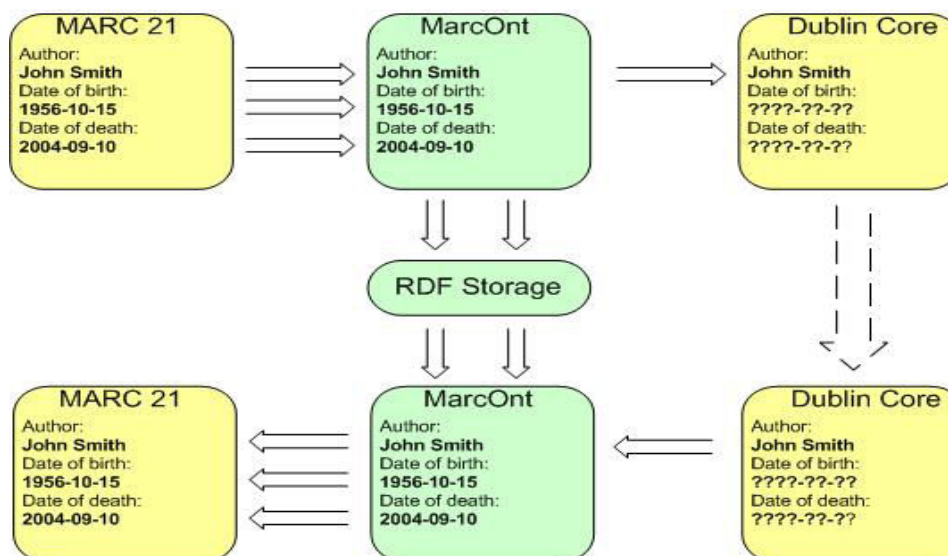 MARC 21
Author:
John Smith
Date of birth:
1956-10-15
Date of death:
2004-09-10
MarcOnt
Author:
John Smith
Date of birth:
1956-10-15
Date of death:
2004-09-10
Dublin Core
Author:
John Smith
Date of birth:
????-??-??
Date of death:
????-??-??
RDF Storage
MARC 21
Author:
John Smith
Date of birth:
1956-10-15
Date of death:
2004-09-10
MarcOnt
Author:
John Smith
Date of birth:
1956-10-15
Date of death:
2004-09-10
Dublin Core
Author:
John Smith
Date of birth:
????-??-??
Date of death:
????-??-??